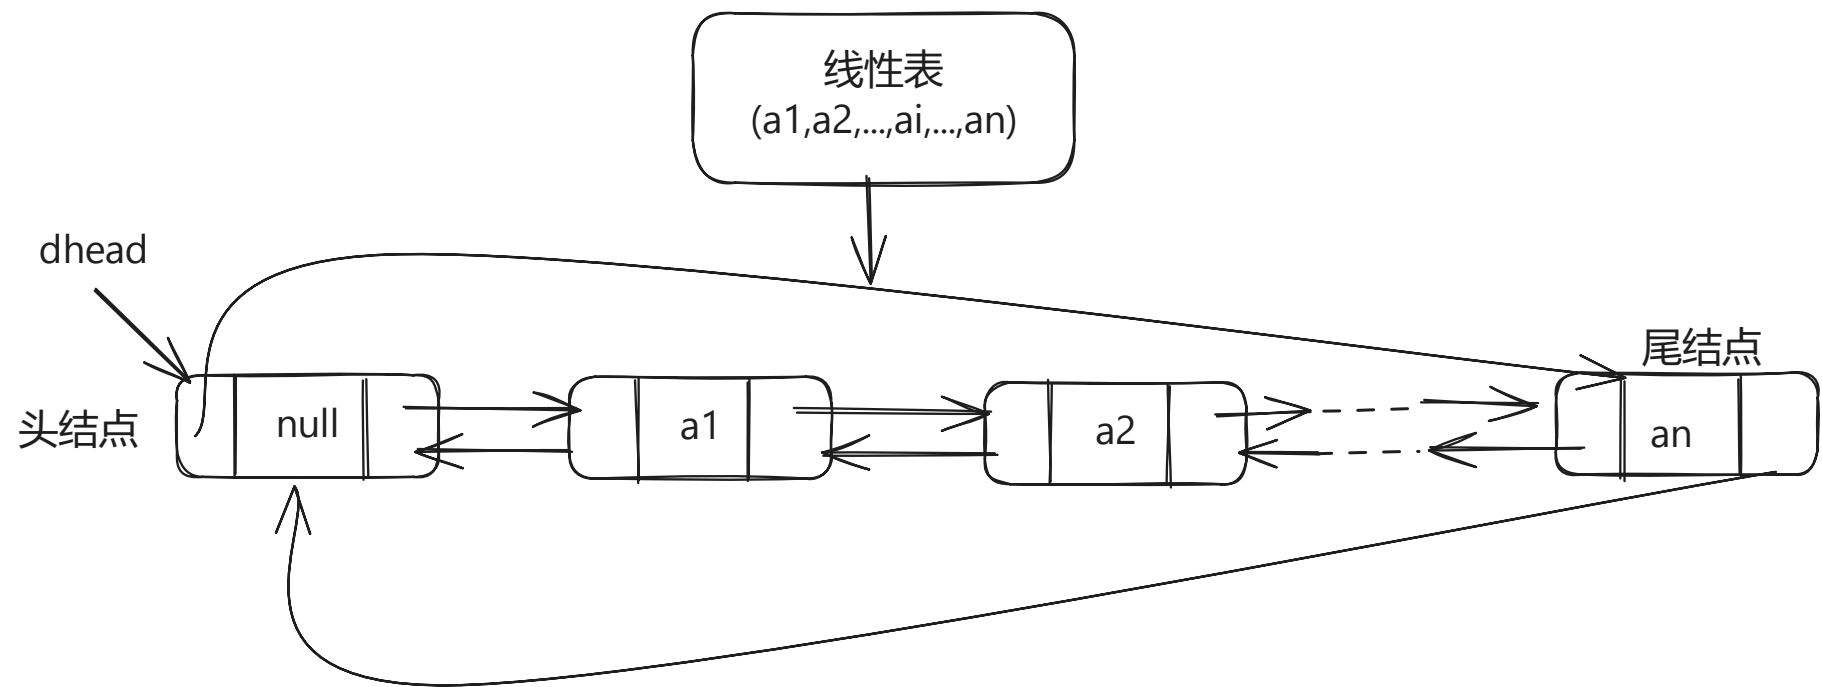 线性表
(a1,a2,...,ai,...,an)
dhead
尾结点
头结点
null
a1
a2
an